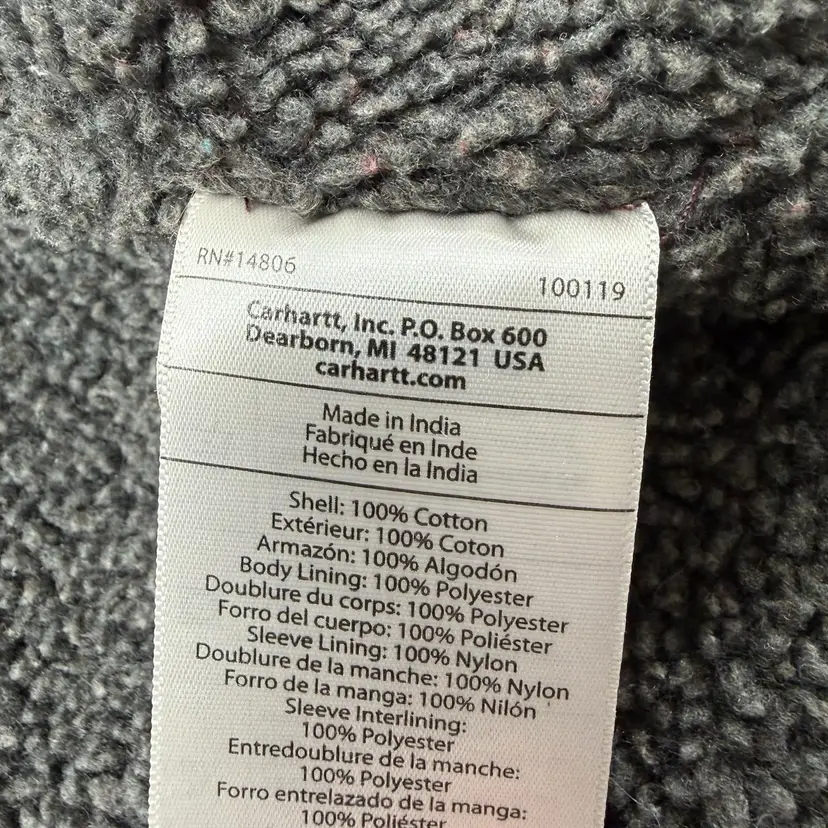 RN#14806
100119
Carhartt, Inc. P.O. Box 600
Dearborn, MI 48121 USA
carhartt.com
Made in India
Fabriqué en Inde
Hecho en la India
Shell: 100% Cotton
Extérieur: 100% Coton
Armazón: 100% Algodón
Body Lining: 100% Polyester
Doublure du corps: 100% Polyester
Forro del cuerpo: 100% Poliéster
Sleeve Lining: 100% Nylon
Doublure de la manche: 100% Nylon
Forro de la manga: 100% Nilón
Sleeve Interlining:
100% Polyester
Entredoublure de la manche:
100% Polyester
Forro entrelazado de la manga:
100% Poliéster